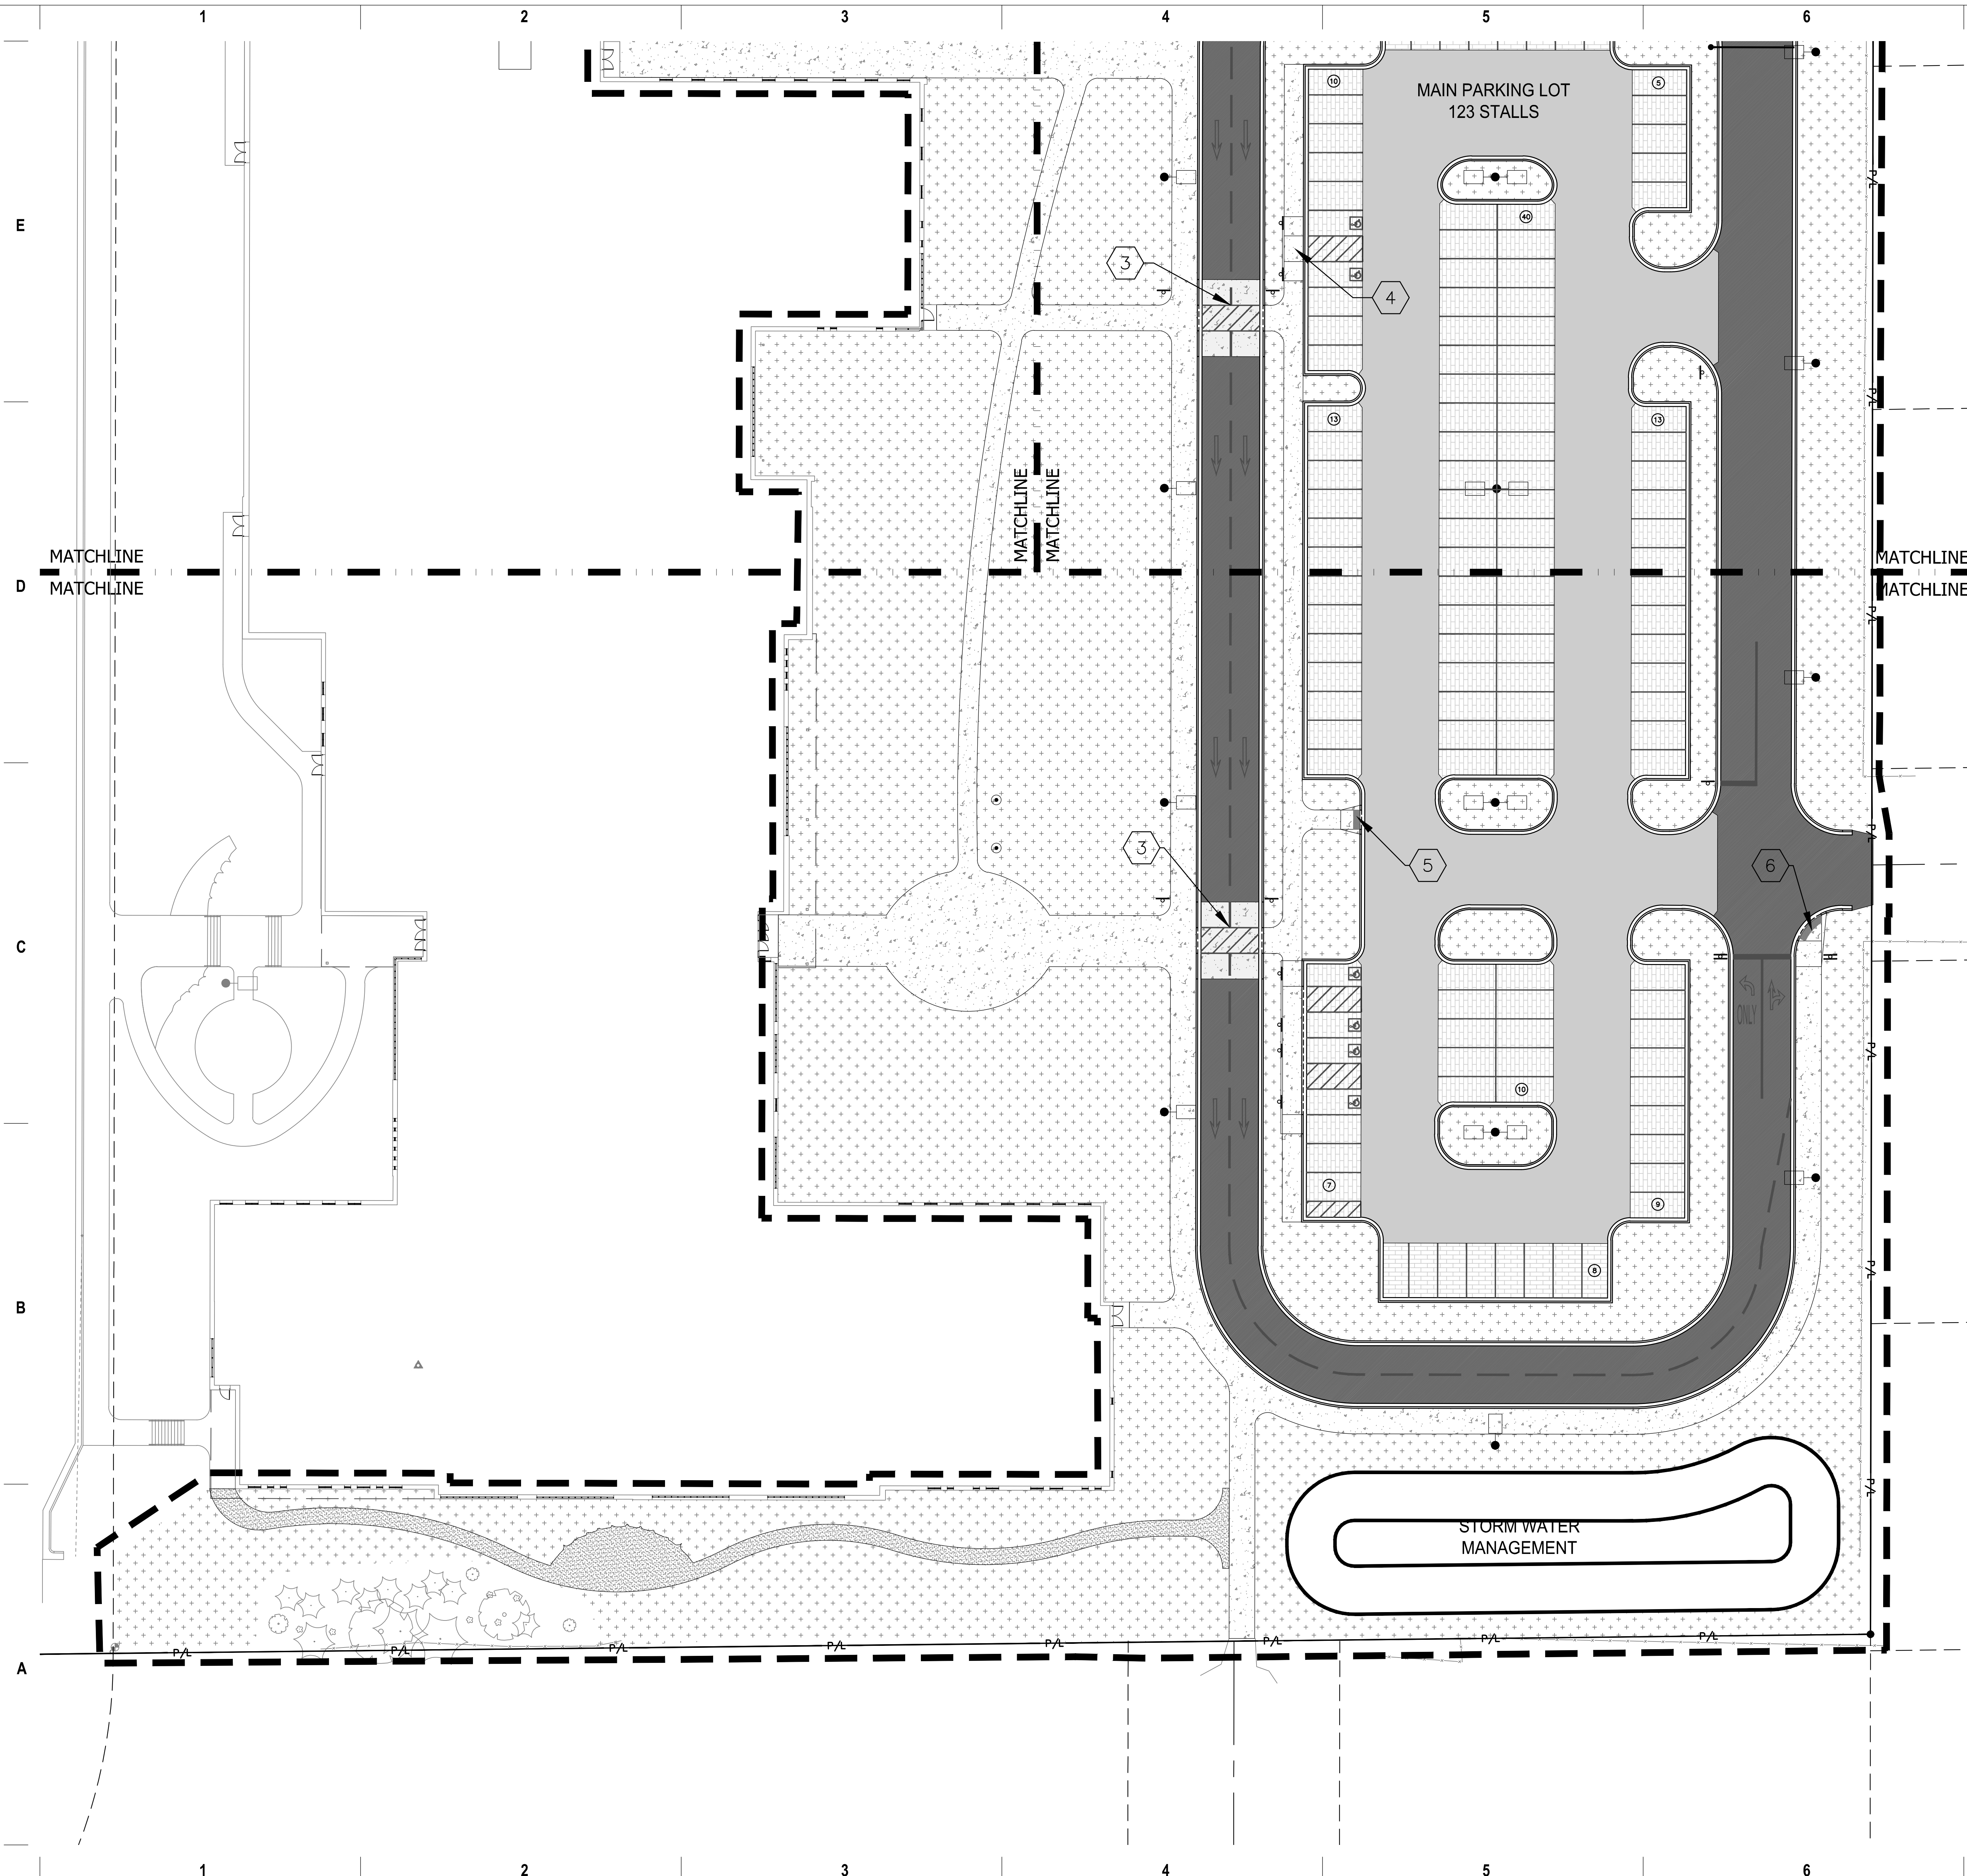 1 2 3 4 5 6
MAIN PARKING LOT
123 STALLS
10
5
E
40
3
4
13
13
MATCHLINE
MATCHLINE
MATCHLINE
MATCHLINE
D
MATCHLINE
MATCHLINE
P/L
P/L
P/L
P/L
3
5
6
C
ONLY
P/L
10
7
9
8
B
P/L
P/L
STORM WATER
MANAGEMENT
P/L P/L P/L P/L P/L P/L P/L P/L
A
1 2 3 4 5 6